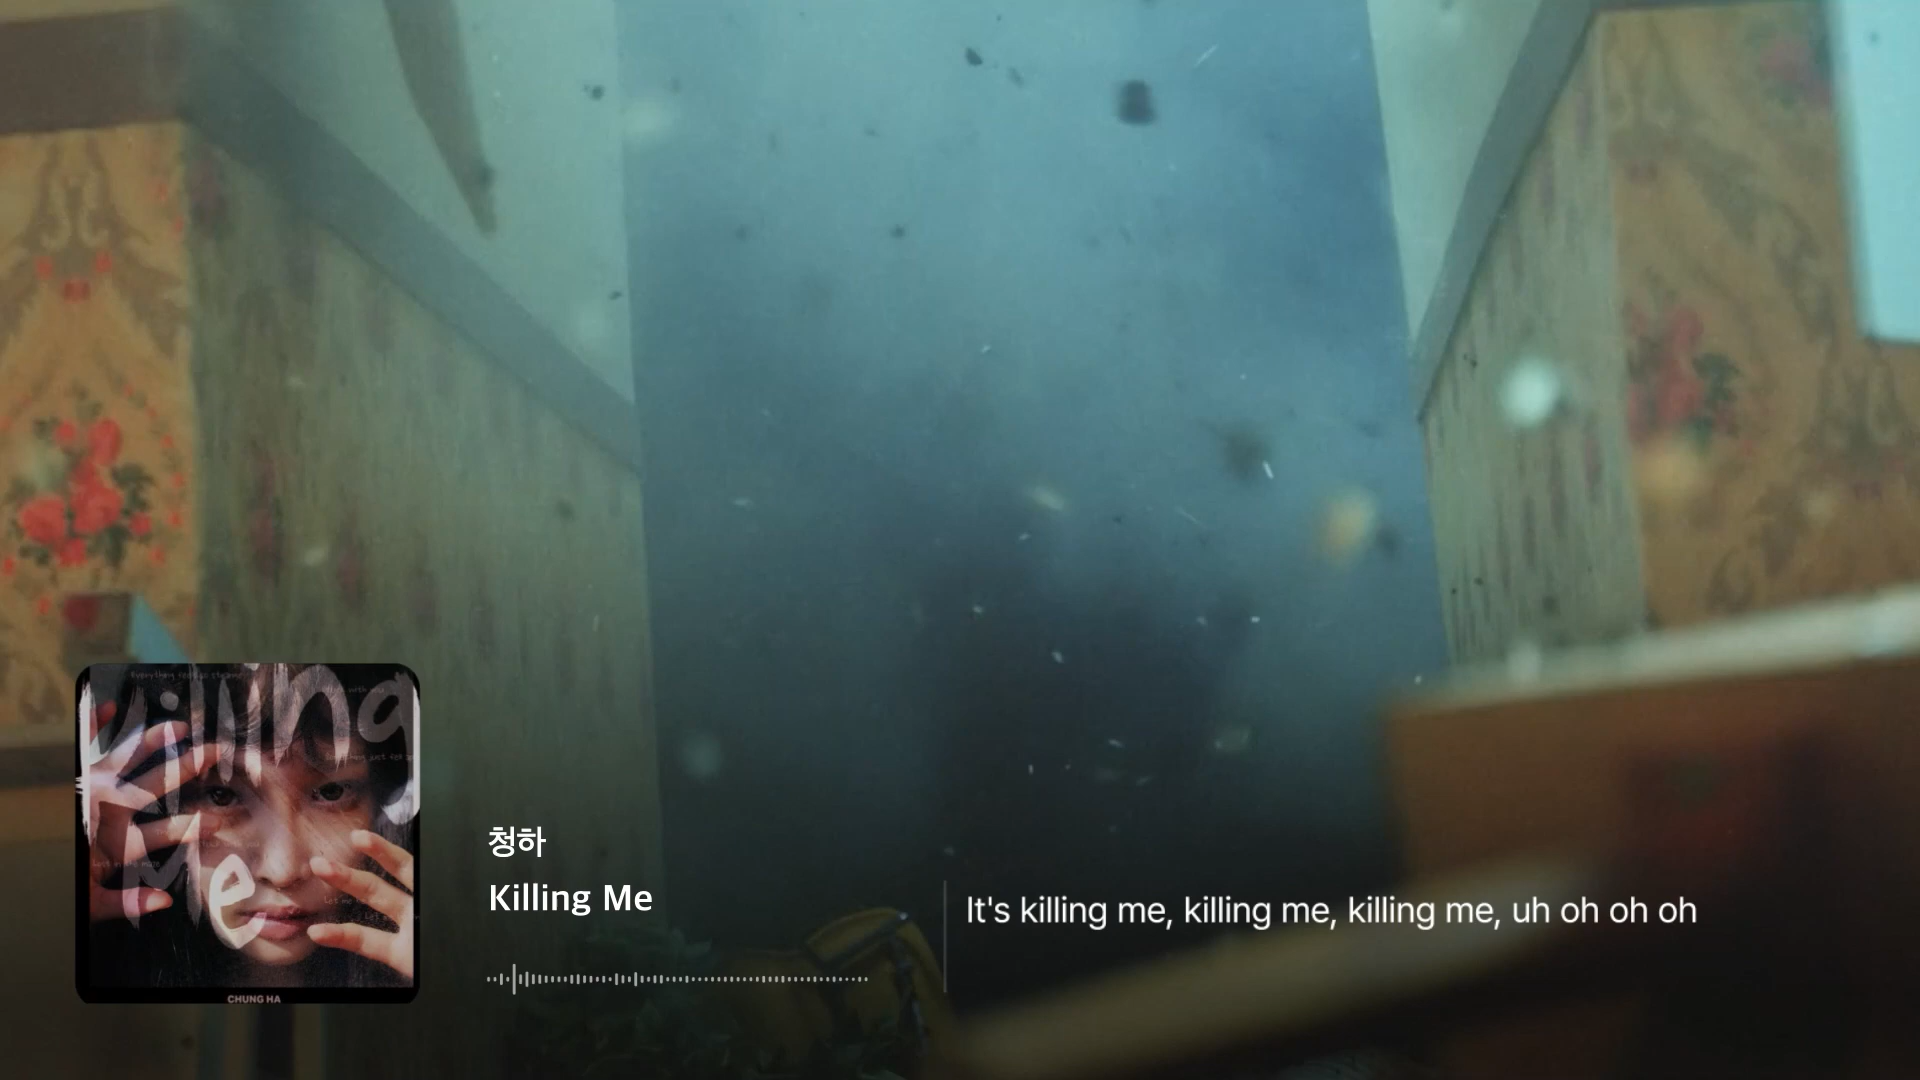 Killing
Me
CHUNG HA
청하
Killing Me
It's killing me, killing me, killing me, uh oh oh oh